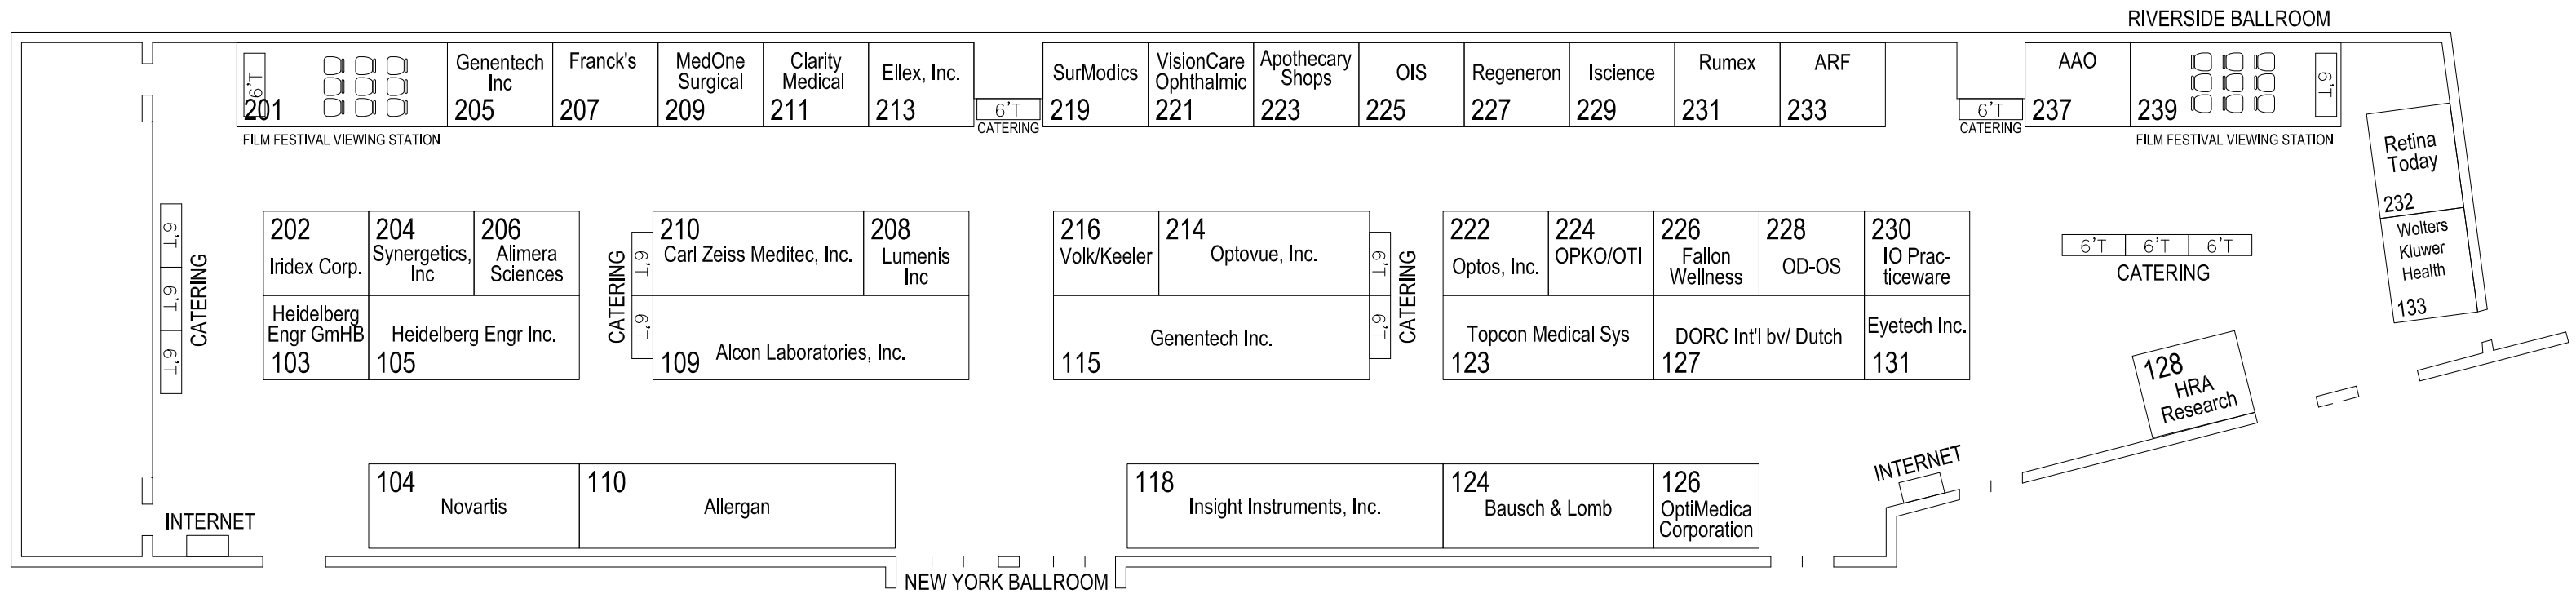 RIVERSIDE BALLROOM
6'T
201
FILM FESTIVAL VIEWING STATION
Genentech
Inc
205
Franck's
207
MedOne
Surgical
209
Clarity
Medical
211
Ellex, Inc.
213
6'T
CATERING
SurModics
219
VisionCare
Ophthalmic
221
Apothecary
Shops
223
OIS
225
Regeneron
227
Iscience
229
Rumex
231
ARF
233
6'T
CATERING
AAO
237
239
6'T
FILM FESTIVAL VIEWING STATION
Retina
Today
232
Wolters
Kluwer
Health
133
6'T
6'T
6'T
CATERING
202
Iridex Corp.
204
Synergetics,
Inc
206
Alimera
Sciences
Heidelberg
Engr GmHB
103
Heidelberg Engr Inc.
105
CATERING
6'T
6'T
210
Carl Zeiss Meditec, Inc.
208
Lumenis
Inc
Alcon Laboratories, Inc.
109
216
Volk/Keeler
214
Optovue, Inc.
Genentech Inc.
115
6'T
6'T
CATERING
222
Optos, Inc.
224
OPKO/OTI
226
Fallon
Wellness
228
OD-OS
230
IO Prac-
ticeware
Topcon Medical Sys
123
DORC Int'l bv/ Dutch
127
Eyetech Inc.
131
6'T 6'T 6'T
CATERING
128
HRA
Research
INTERNET
104
Novartis
110
Allergan
118
Insight Instruments, Inc.
124
Bausch & Lomb
126
OptiMedica
Corporation
INTERNET
NEW YORK BALLROOM